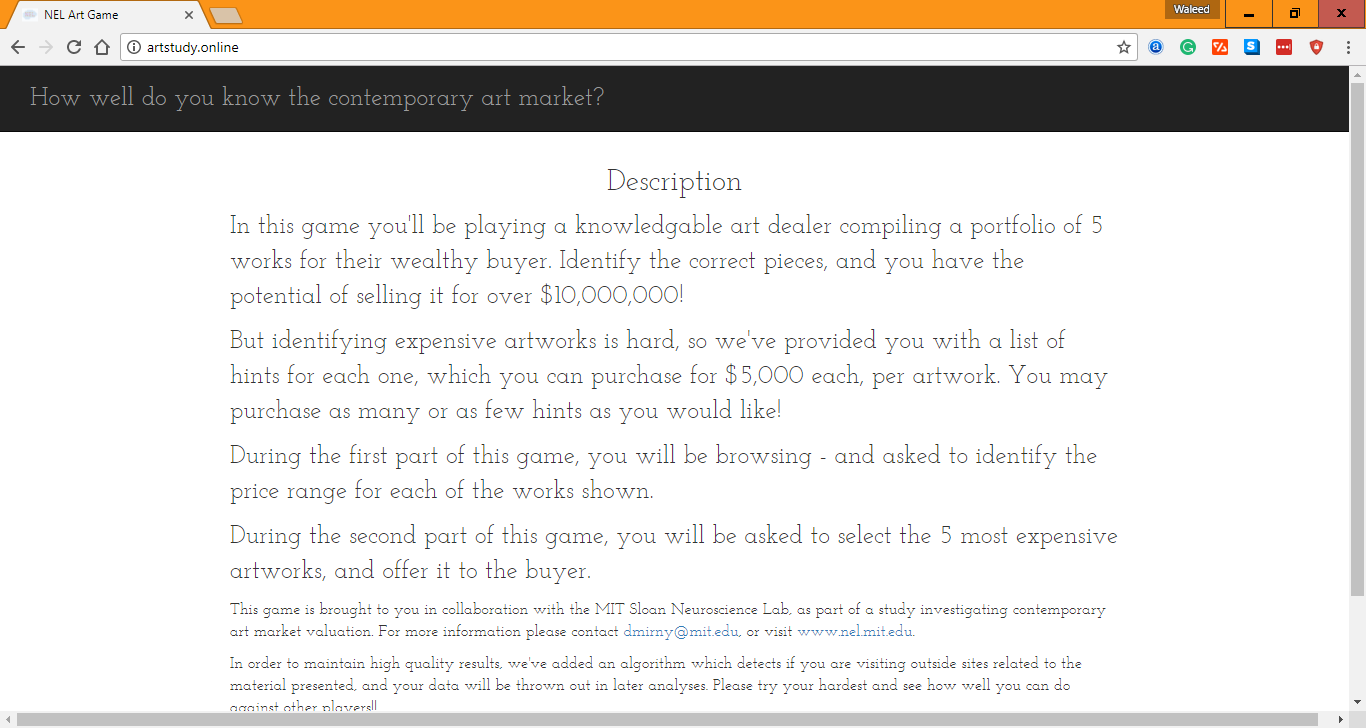 NEL Art Game
Waleed
artstudy.online
How well do you know the contemporary art market?
Description
In this game you'll be playing a knowledgable art dealer compiling a portfolio of 5
works for their wealthy buyer. Identify the correct pieces, and you have the
potential of selling it for over $10,000,000!
But identifying expensive artworks is hard, so we've provided you with a list of
hints for each one, which you can purchase for $5,000 each, per artwork. You may
purchase as many or as few hints as you would like!
During the first part of this game, you will be browsing - and asked to identify the
price range for each of the works shown.
During the second part of this game, you will be asked to select the 5 most expensive
artworks, and offer it to the buyer.
This game is brought to you in collaboration with the MIT Sloan Neuroscience Lab, as part of a study investigating contemporary
art market valuation. For more information please contact dmirny@mit.edu, or visit www.nel.mit.edu.
In order to maintain high quality results, we've added an algorithm which detects if you are visiting outside sites related to the
material presented, and your data will be thrown out in later analyses. Please try your hardest and see how well you can do
against other players!!